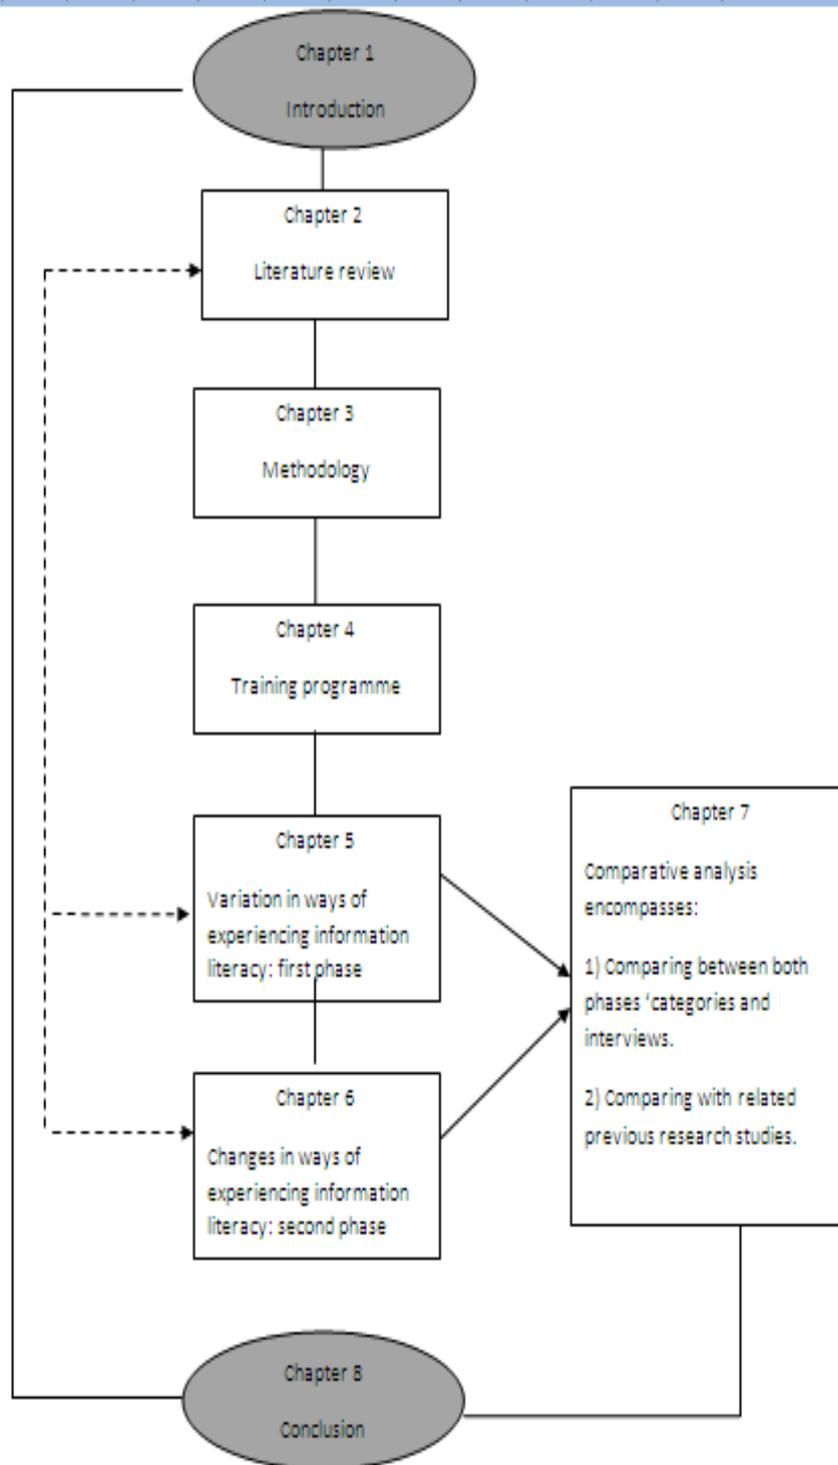 Chapter 1
Introduction
Chapter 2
Literature review
Chapter 3
Methodology
Chapter 4
Training programme
Chapter 5
Variation in ways of
experiencing information
literacy: first phase
Chapter 6
Changes in ways of
experiencing information
literacy: second phase
Chapter 7
Comparative analysis
encompasses:
1) Comparing between both
phases ‘categories and
interviews.
2) Comparing with related
previous research studies.
Chapter 8
Conclusion